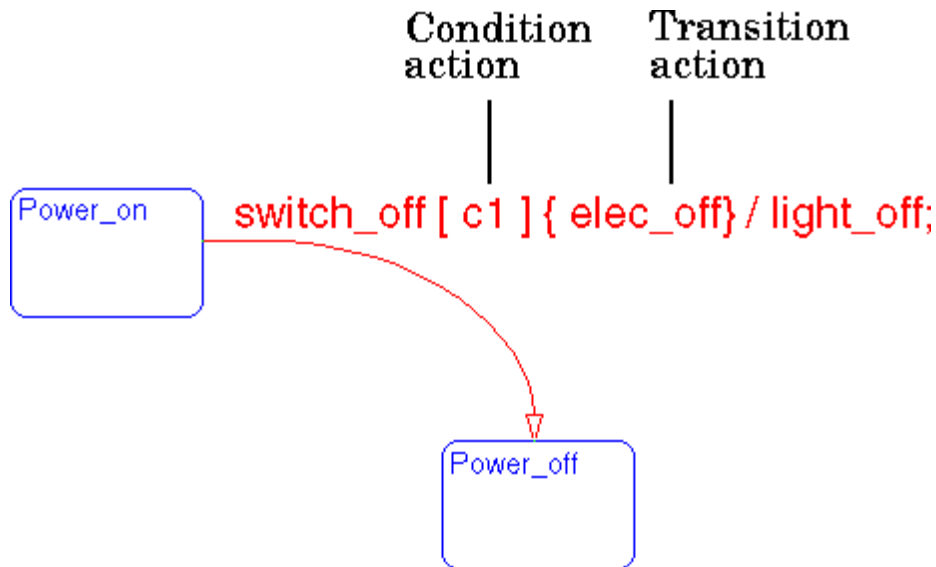 Condition
action
Transition
action
Power_on
switch_off [ c1 ] { elec_off} / light_off;
Power_off